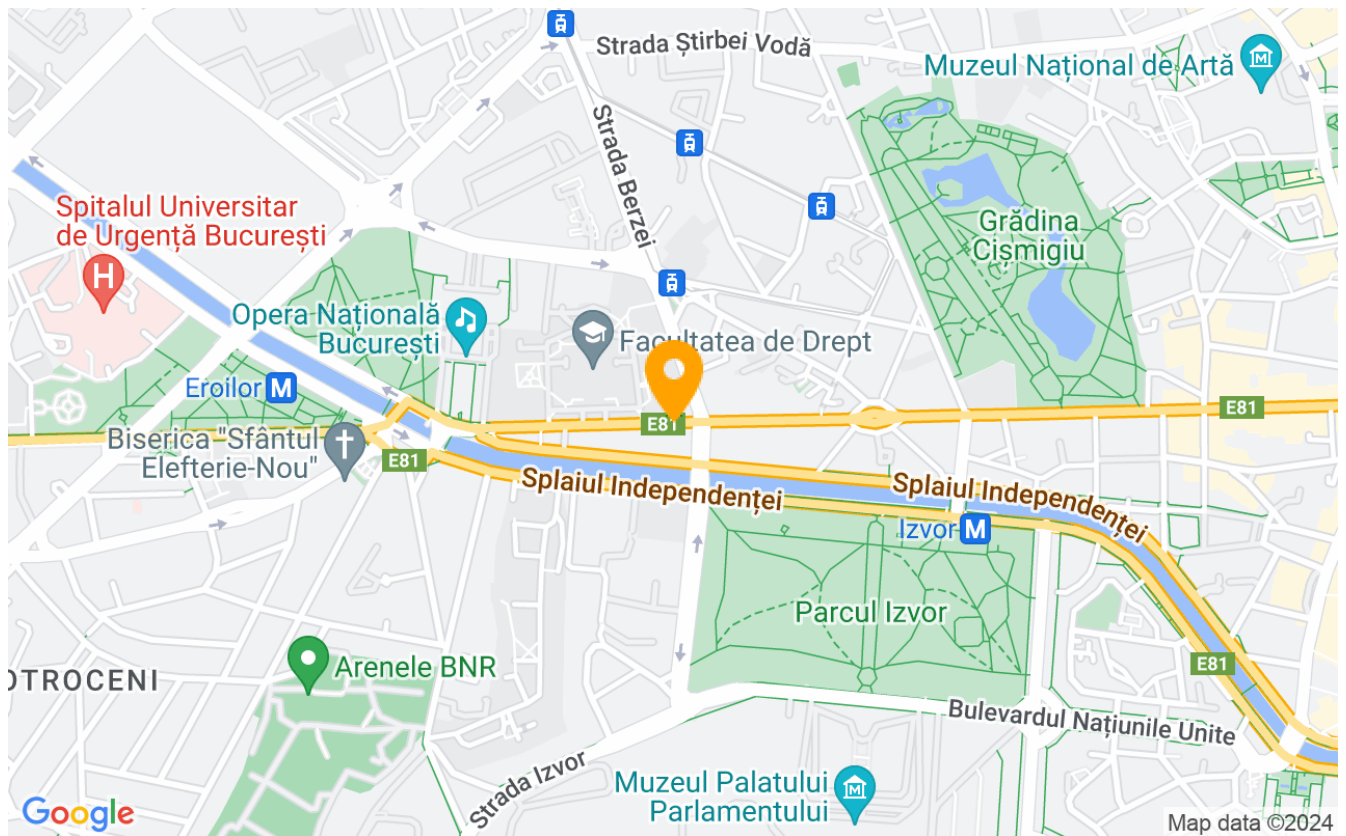 Strada Știrbei Vodă
Muzeul Național de Artă
Strada Berzei
Spitalul Universitar
de Urgență București
H
Grădina
Cișmigiu
Opera Națională
București
Facultatea de Drept
Eroilor M
E81
E81
Biserica "Sfântul
Elefterie-Nou"
E81
Splaiul Independenței
Splaiul Independenței
Izvor M
Parcul Izvor
Arenele BNR
E81
OTROCENI
Bulevardul Națiunile Unite
Strada Izvor
Muzeul Palatului
Parlamentului
Google
Map data ©2024